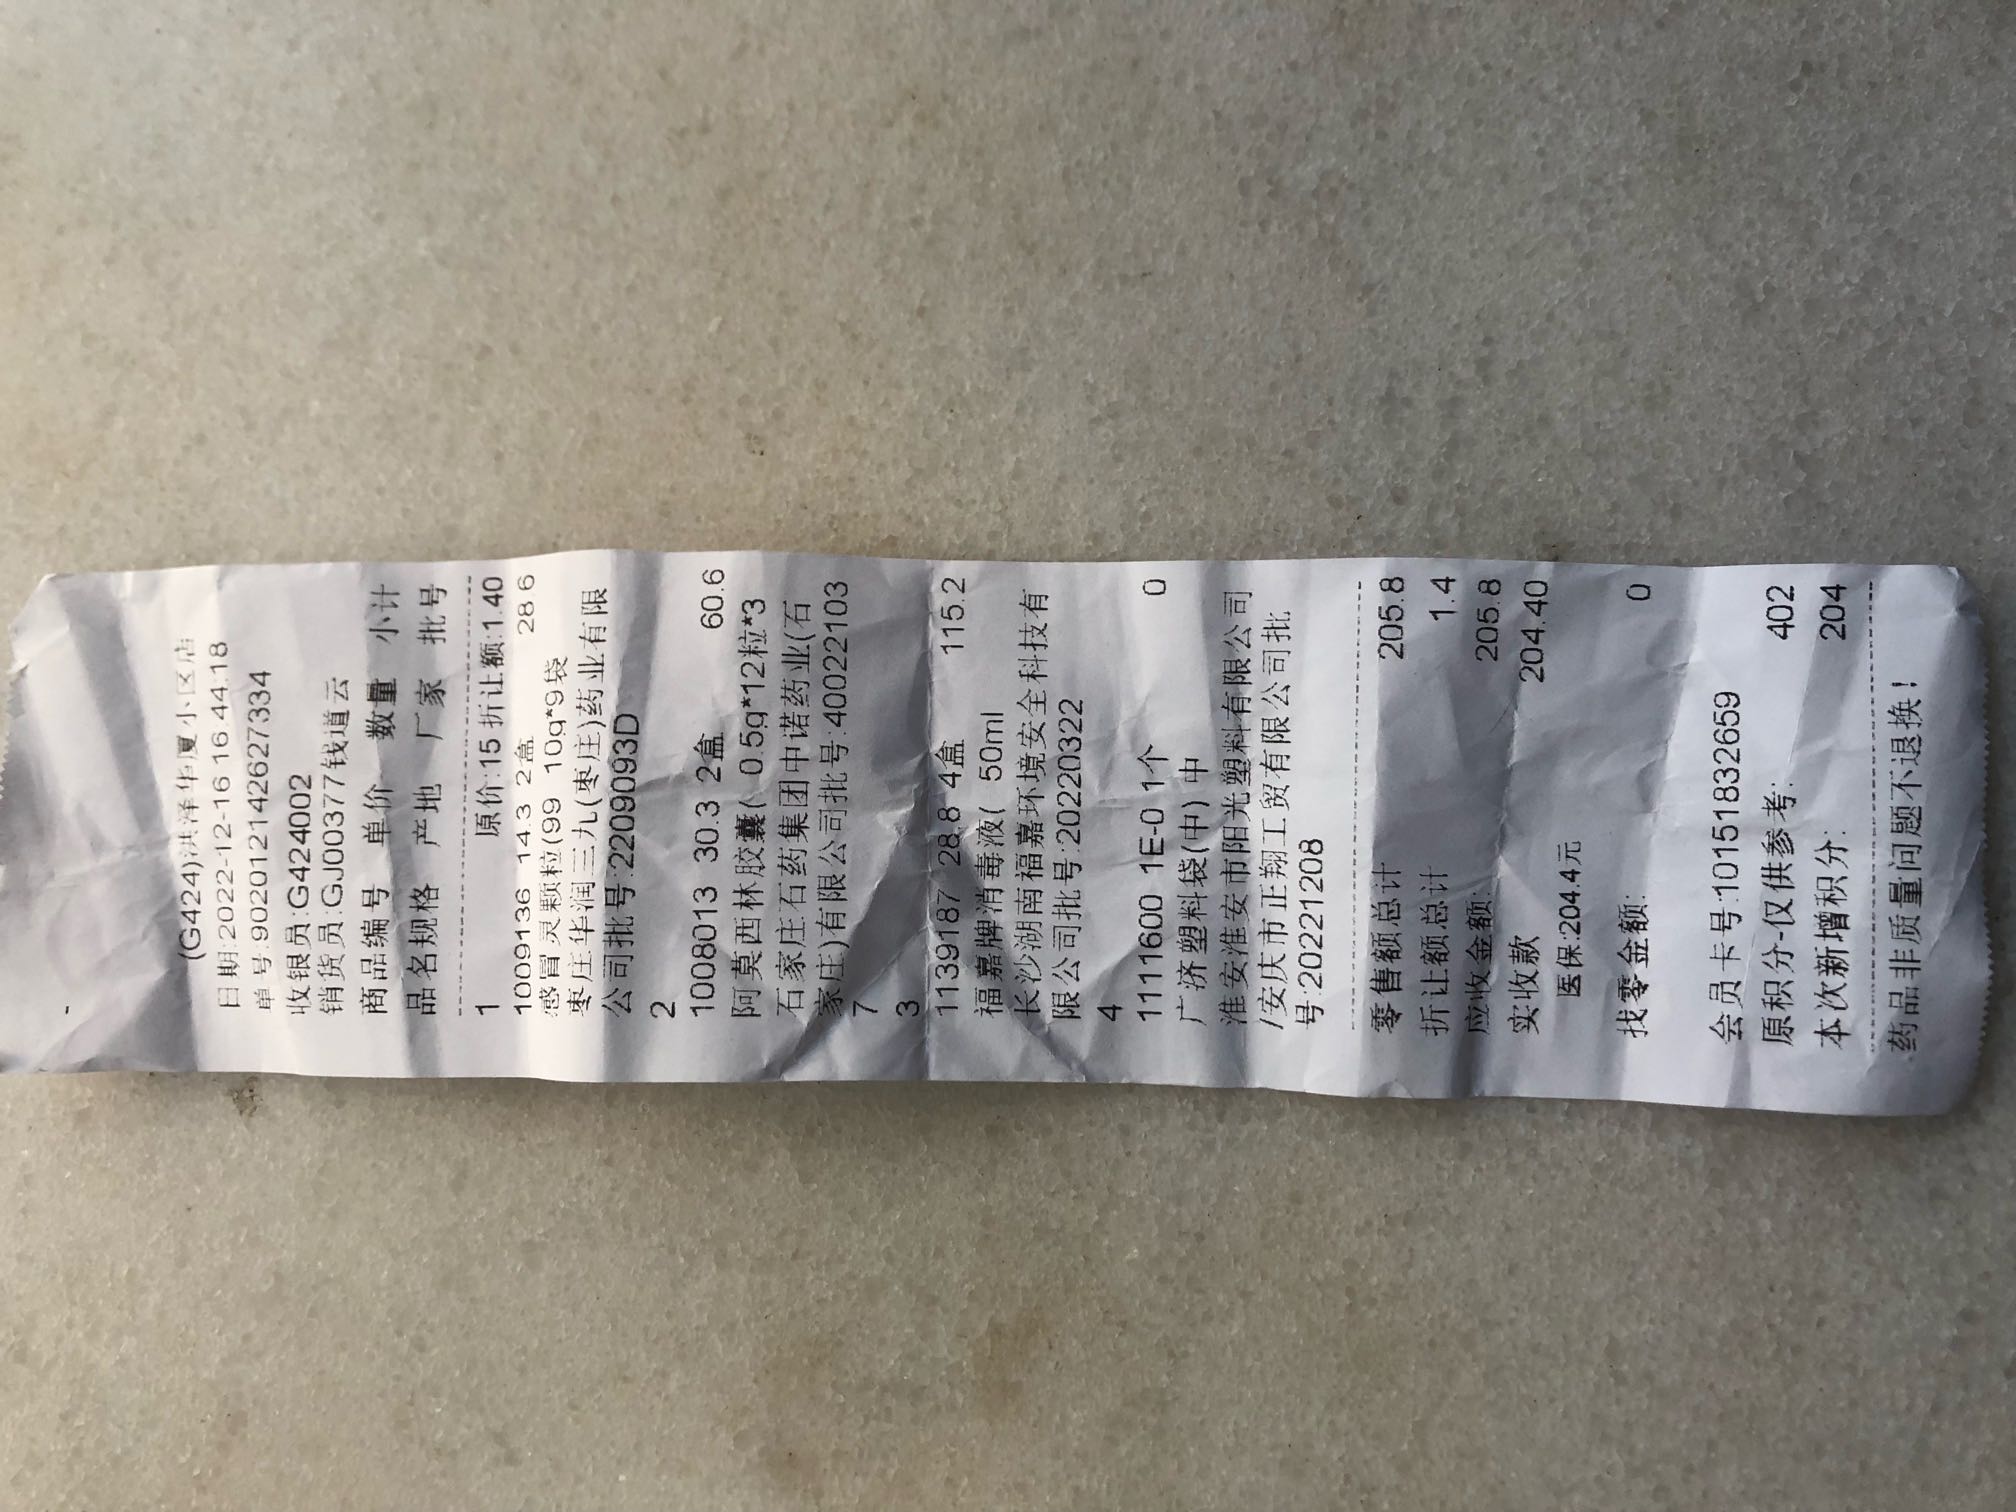 (G4424)洪泽华厦小区店
日期:2022-12-16 16:44:18
单号:9020121426627334
收银员:G424002
销货员:GJ00377钱道云
商品编号 单价 数量 小计
品名规格 产地 厂家 批号
1 原价:15 折让额:1.40
1009136 14.3 2盒 28.6
感冒灵颗粒(99 10g*9袋
枣庄华润三九(枣庄)药业有限
公司批号:2209093D
2
1008013 30.3 2盒 60.6
阿莫西林胶囊( 0.5g*12粒*3
石家庄石药集团中诺药业(石
家庄)有限公司批号:40022103
7
3
1139187 28.8 4盒 115.2
福嘉牌消毒液( 50ml
长沙湖南福嘉环境安全科技有
限公司批号:20220322
4
1111600 1E-0 1个 0
广济塑料袋(中) 中
淮安淮安市阳光塑料有限公司
/安庆市正翔工贸有限公司批
号:20221208
零售额总计 205.8
折让额总计 1.4
应收金额: 205.8
实收款 204.40
医保:204.4元
找零金额: 0
会员卡号:10151832659
原积分-仅供参考: 402
本次新增积分: 204
药品非质量问题不退换!